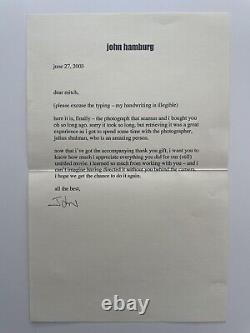 john hamburg
june 27, 2003
dear mitch,
(please excuse the typing – my handwriting is illegible)
here it is, finally – the photograph that seanan and i bought you
oh so long ago. sorry it took so long, but retrieving it was a great
experience as i got to spend some time with the photographer,
julius shulman, who is an amazing person.
now that i've got the accompanying thank you gift, i want you to
know how much i appreciate everything you did for our (still)
untitled movie. i learned so much from working with you – and i
can't imagine having directed it without you behind the camera.
i hope we get the chance to do it again.
all the best,
John